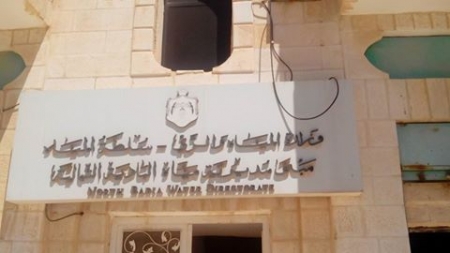 وزارة المياه والري - سلطة المياه
مبنى مديرية مياه البادية الشمالية
NORTH BADIA WATER DIRECTORATE